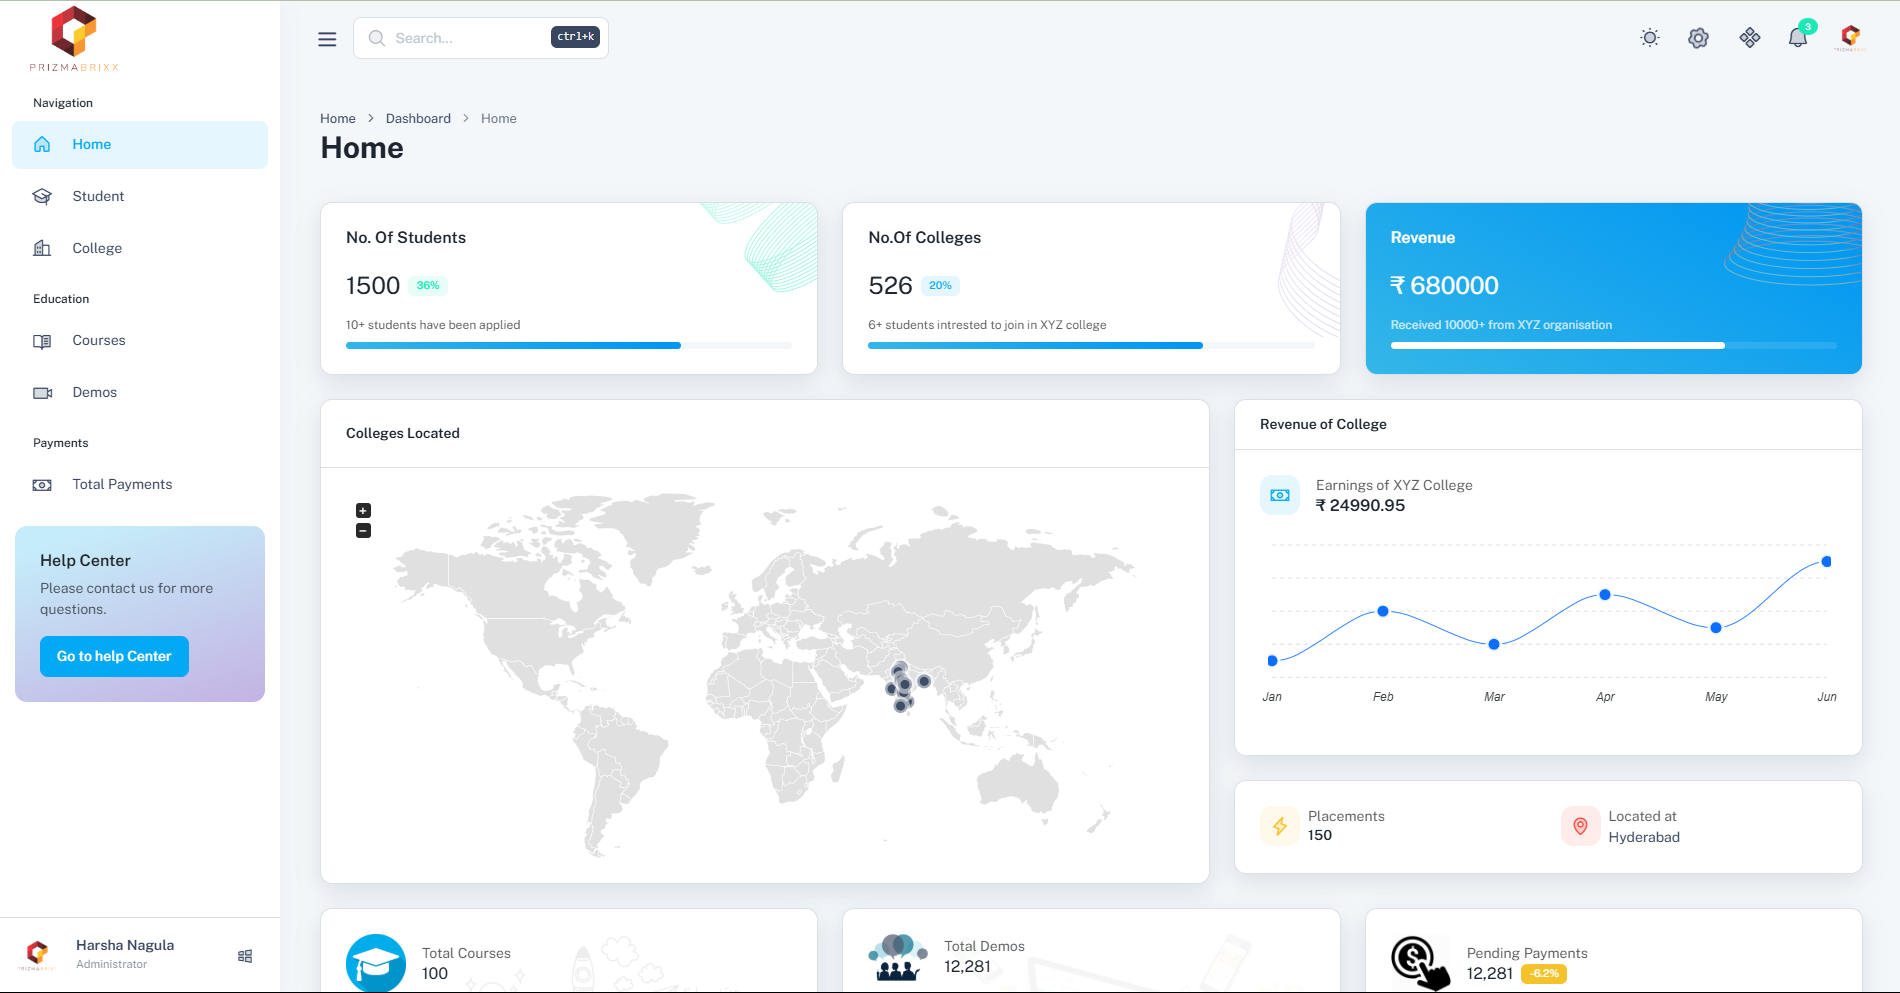 PRIZMABRIXX
Navigation
Home
Student
College
Education
Courses
Demos
Payments
Total Payments
Help Center
Please contact us for more
questions.
Go to help Center
Harsha Nagula
Administrator
Search...
ctrl+k
3
Home > Dashboard > Home
Home
No. Of Students
1500 36%
10+ students have been applied
No.Of Colleges
526 20%
6+ students intrested to join in XYZ college
Revenue
₹ 680000
Received 10000+ from XYZ organisation
Colleges Located
+
−
Revenue of College
Earnings of XYZ College
₹ 24990.95
Jan Feb Mar Apr May Jun
Placements
150
Located at
Hyderabad
Total Courses
100
Total Demos
12,281
Pending Payments
12,281 -6.2%